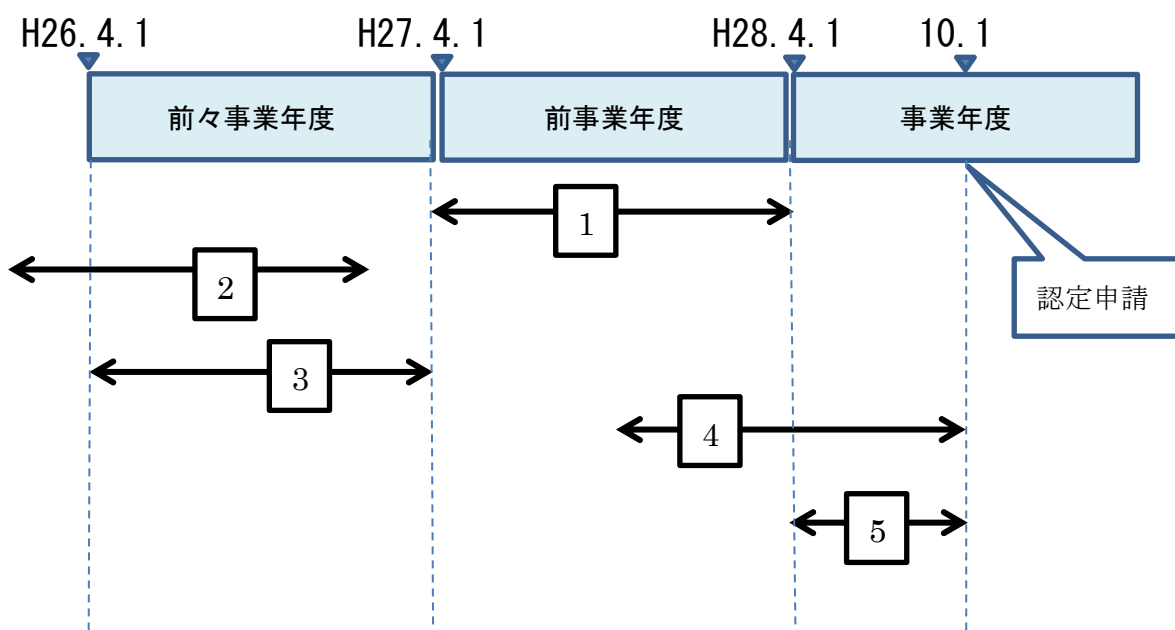 H26.4.1
H27.4.1
H28.4.1
10.1
前々事業年度
前事業年度
事業年度
1
2
認定申請
3
4
5